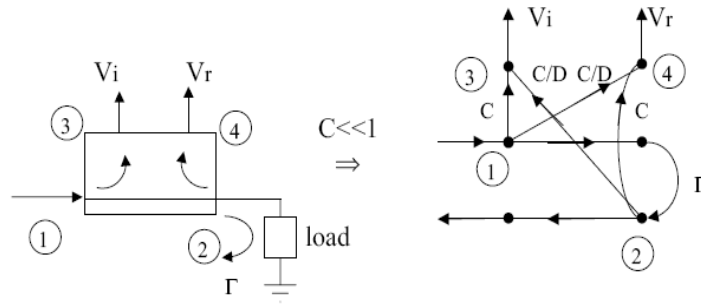 Vi Vr
3 4
1 2
load
Γ
C<<1
⇒
Vi Vr
3 C/D C/D 4
C C
1
Γ
2